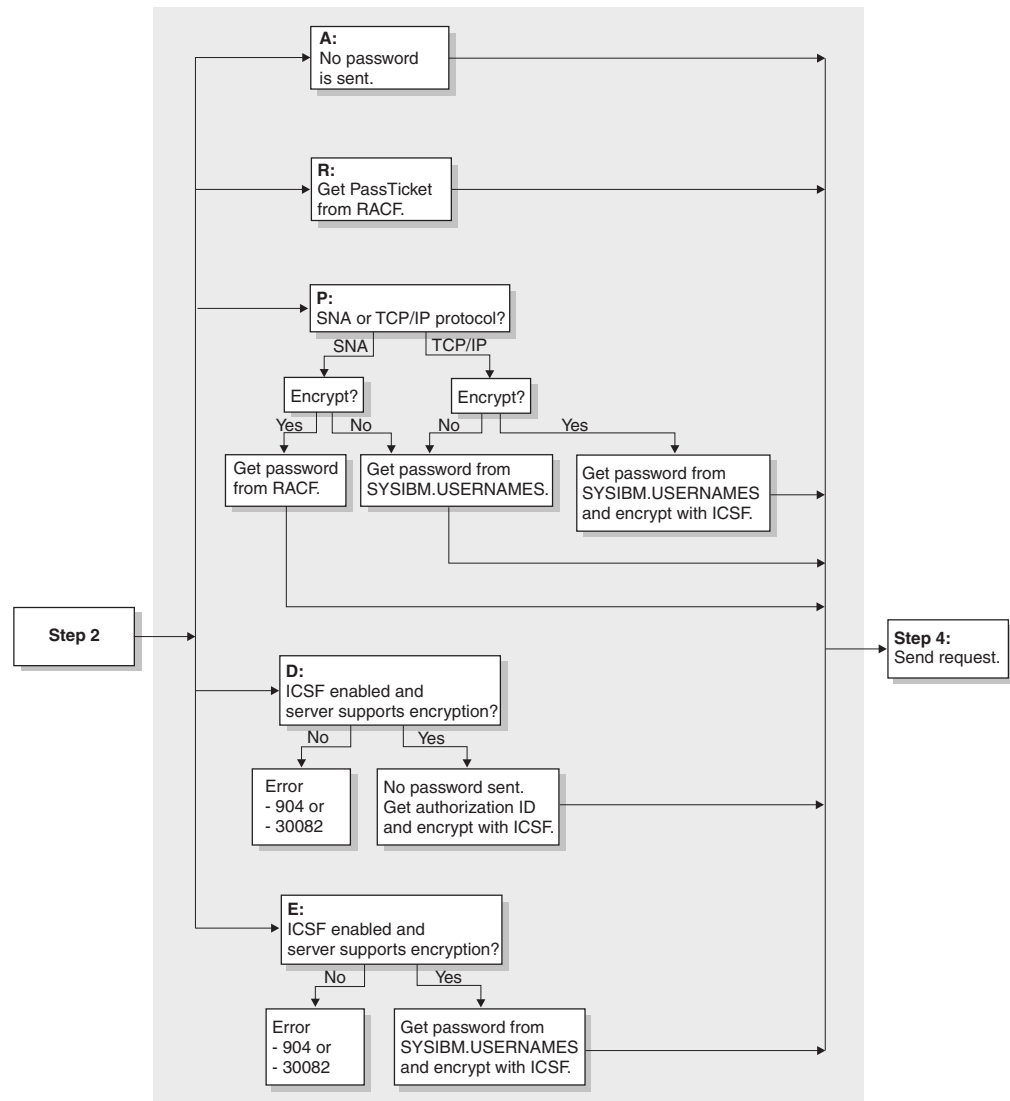 A:
No password
is sent.
R:
Get PassTicket
from RACF.
P:
SNA or TCP/IP protocol?
SNA
TCP/IP
Encrypt?
Encrypt?
Yes
No
No
Yes
Get password
from RACF.
Get password from
SYSIBM.USERNAMES.
Get password from
SYSIBM.USERNAMES
and encrypt with ICSF.
Step 2
Step 4:
Send request.
D:
ICSF enabled and
server supports encryption?
No
Yes
Error
- 904 or
- 30082
No password sent.
Get authorization ID
and encrypt with ICSF.
E:
ICSF enabled and
server supports encryption?
No
Yes
Error
- 904 or
- 30082
Get password from
SYSIBM.USERNAMES
and encrypt with ICSF.